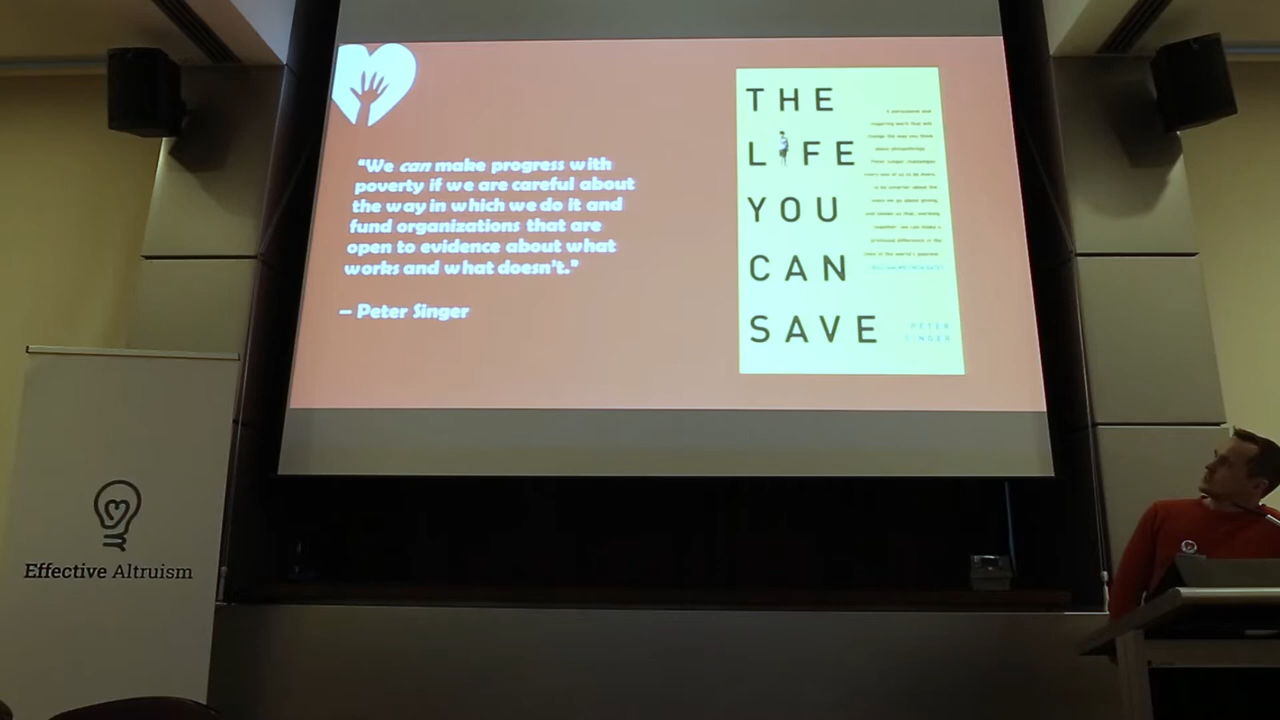 “We can make progress with
poverty if we are careful about
the way in which we do it and
fund organizations that are
open to evidence about what
works and what doesn’t.”
– Peter Singer
THE
LIFE
YOU
CAN
SAVE
PETER
SINGER
Effective Altruism